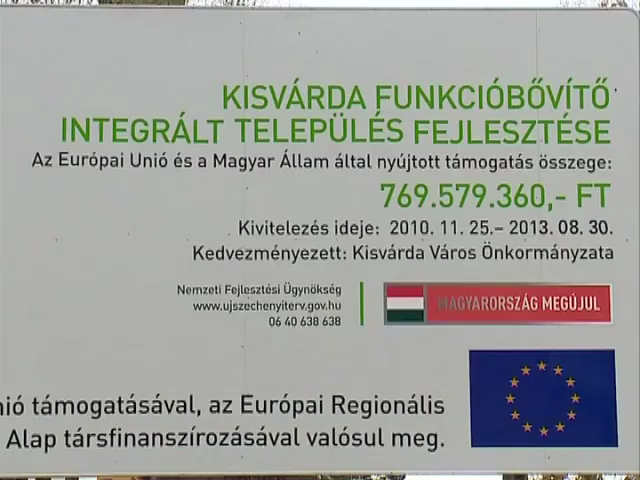 KISVÁRDA FUNKCIÓBŐVÍTŐ
INTEGRÁLT TELEPÜLÉS FEJLESZTÉSE
Az Európai Unió és a Magyar Állam által nyújtott támogatás összege:
769.579.360,- FT
Kivitelezés ideje: 2010. 11. 25.– 2013. 08. 30.
Kedvezményezett: Kisvárda Város Önkormányzata
Nemzeti Fejlesztési Ügynökség
www.ujszechenyiterv.gov.hu
06 40 638 638
MAGYARORSZÁG MEGÚJUL
nió támogatásával, az Európai Regionális
Alap társfinanszírozásával valósul meg.